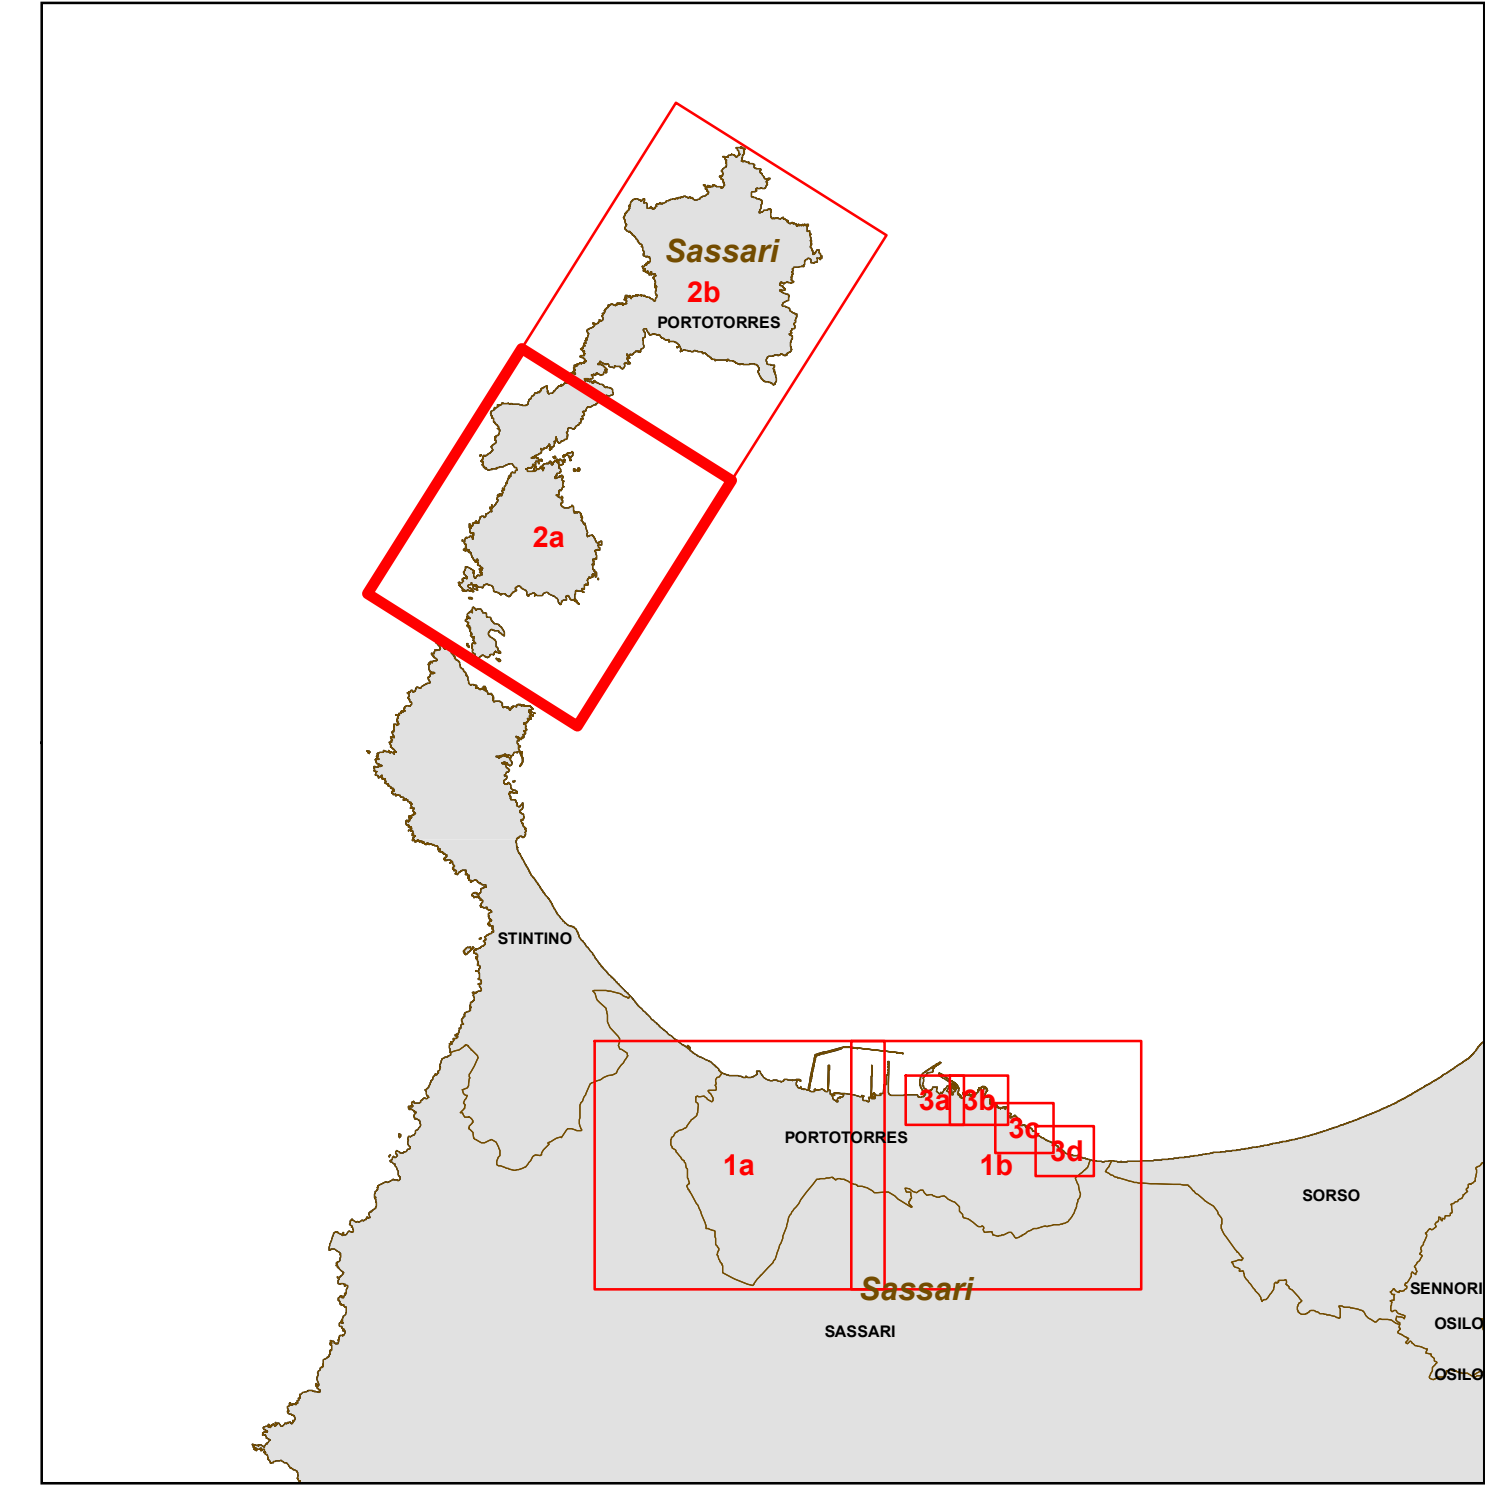 Sassari
2b
PORTOTORRES
2a
STINTINO
3a
3b
3c
PORTOTORRES
3d
1a
1b
SORSO
Sassari
SENNORI
OSILO
SASSARI
OSILO